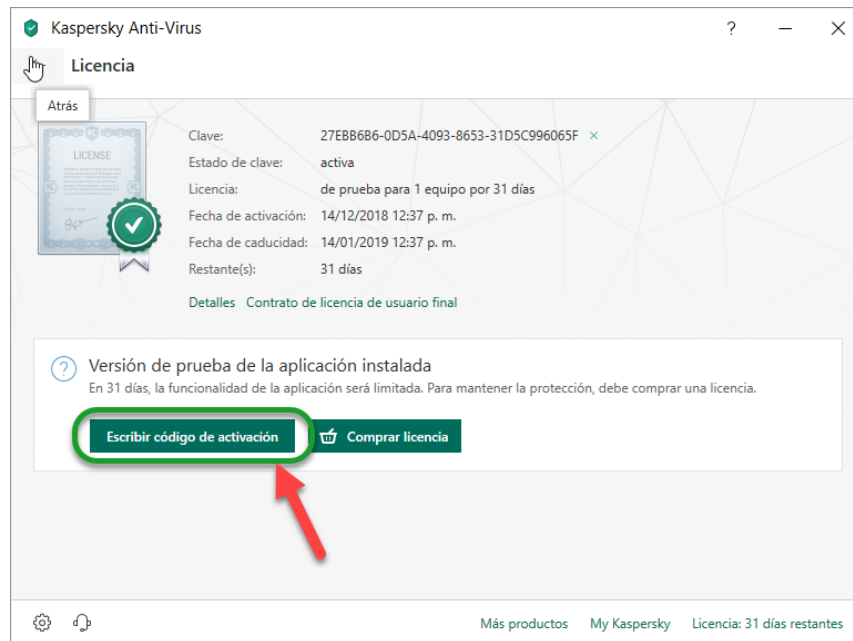 Kaspersky Anti-Virus
Licencia
Atrás
LICENSE
Clave: 27EBB6B6-0D5A-4093-8653-31D5C996065F
Estado de clave: activa
Licencia: de prueba para 1 equipo por 31 días
Fecha de activación: 14/12/2018 12:37 p. m.
Fecha de caducidad: 14/01/2019 12:37 p. m.
Restante(s): 31 días
Detalles Contrato de licencia de usuario final
Versión de prueba de la aplicación instalada
En 31 días, la funcionalidad de la aplicación será limitada. Para mantener la protección, debe comprar una licencia.
Escribir código de activación Comprar licencia
Más productos My Kaspersky Licencia: 31 días restantes